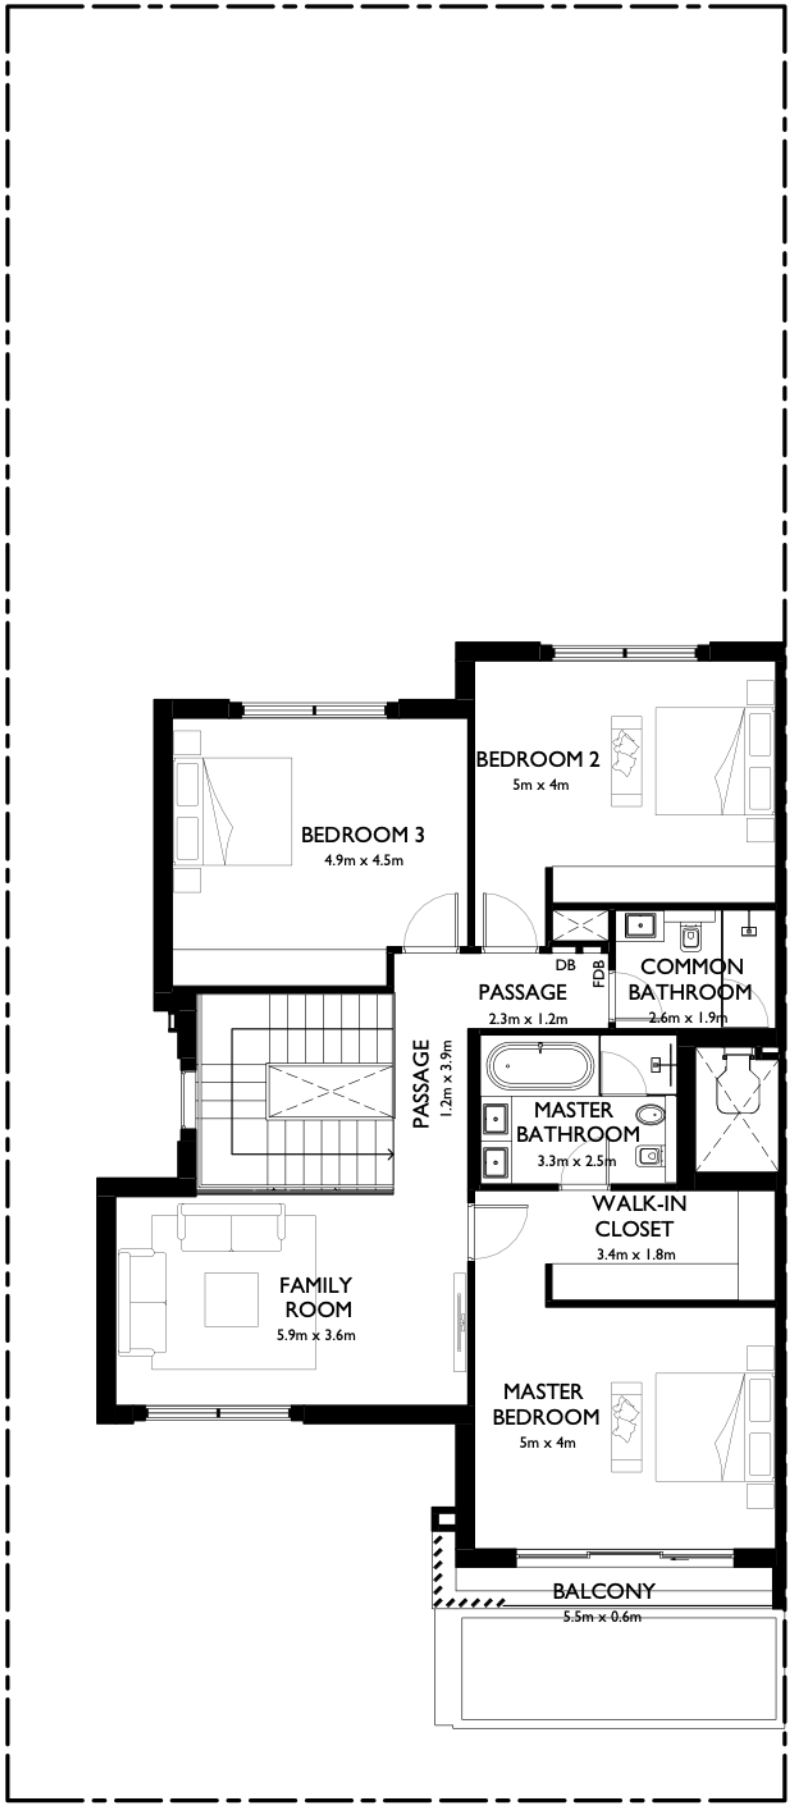 BEDROOM 2
5m x 4m
BEDROOM 3
4.9m x 4.5m
DB
FDB
COMMON
BATHROOM
2.6m x 1.9m
PASSAGE
2.3m x 1.2m
PASSAGE
1.2m x 3.9m
MASTER
BATHROOM
3.3m x 2.5m
WALK-IN
CLOSET
3.4m x 1.8m
FAMILY
ROOM
5.9m x 3.6m
MASTER
BEDROOM
5m x 4m
BALCONY
5.5m x 0.6m